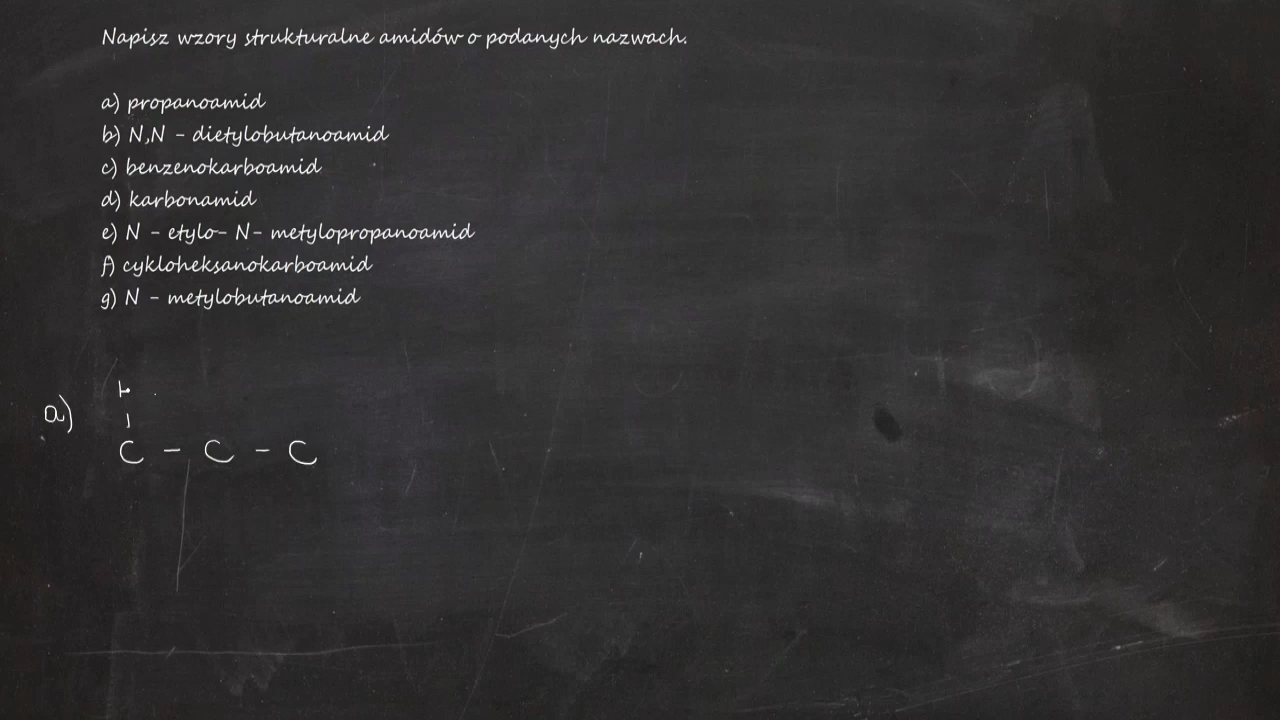 Napisz wzory strukturalne amidów o podanych nazwach.
a) propanoamid
b) N,N - dietylobutanoamid
c) benzenokarboamid
d) karbonamid
e) N - etylo- N- metylopropanoamid
f) cykloheksanokarboamid
g) N - metylobutanoamid
a)
C - C - C